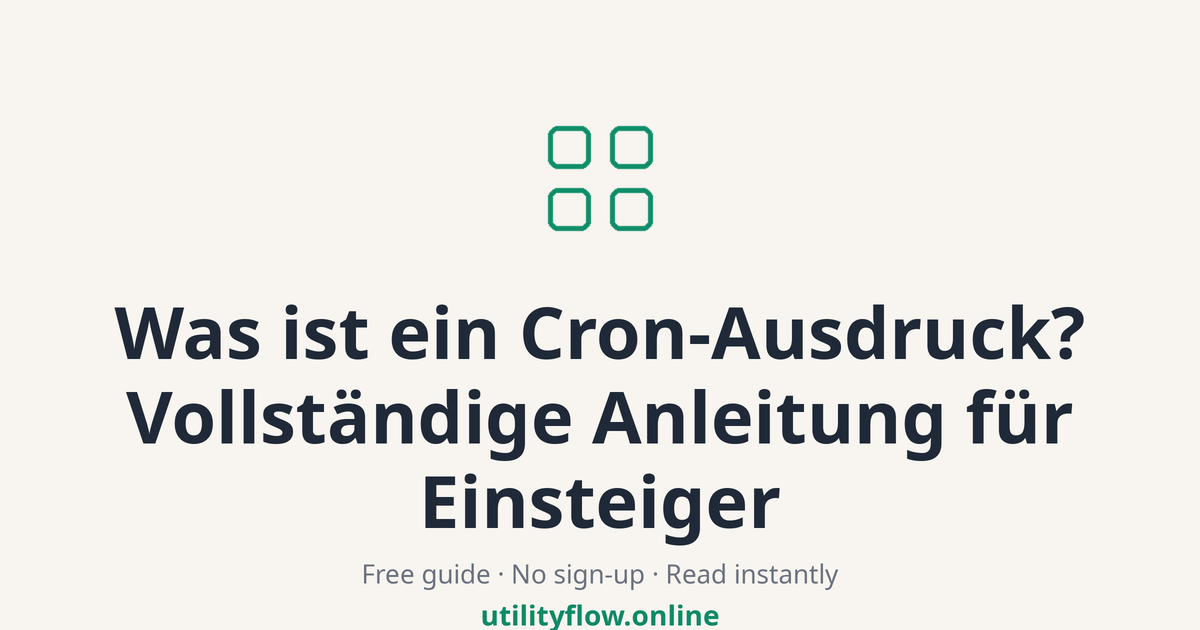 Was ist ein Cron-Ausdruck?
Vollständige Anleitung für
Einsteiger
Free guide · No sign-up · Read instantly
utilityflow.online